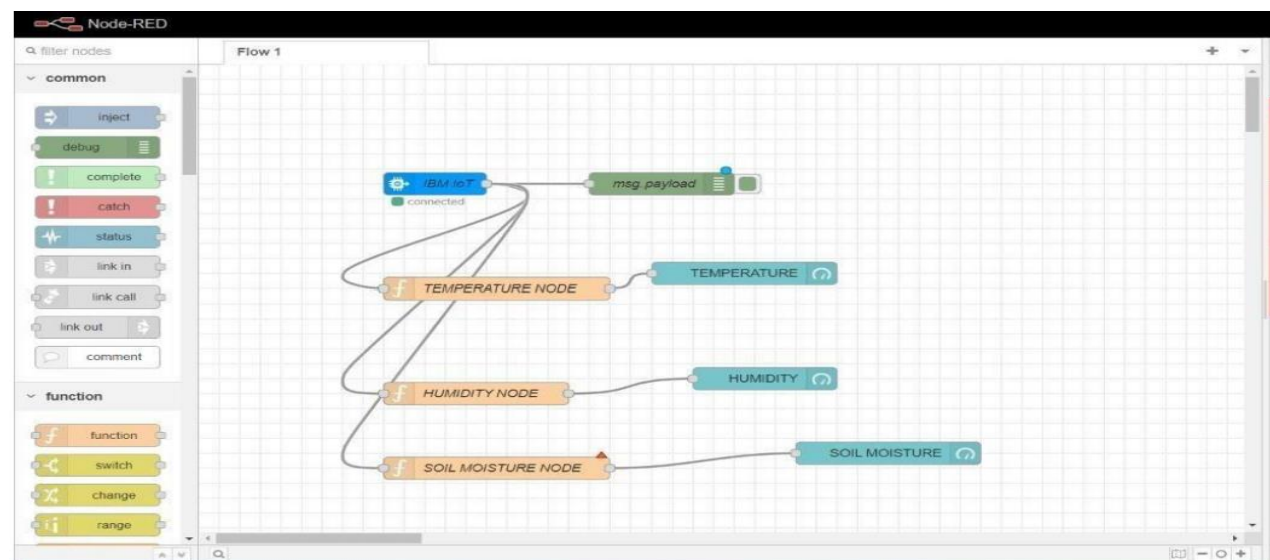 Node-RED
filter nodes
Flow 1
common
inject
debug
complete
catch
status
link in
link call
link out
comment
function
function
switch
change
range
IBM IoT
connected
msg.payload
TEMPERATURE NODE
TEMPERATURE
HUMIDITY NODE
HUMIDITY
SOIL MOISTURE NODE
SOIL MOISTURE